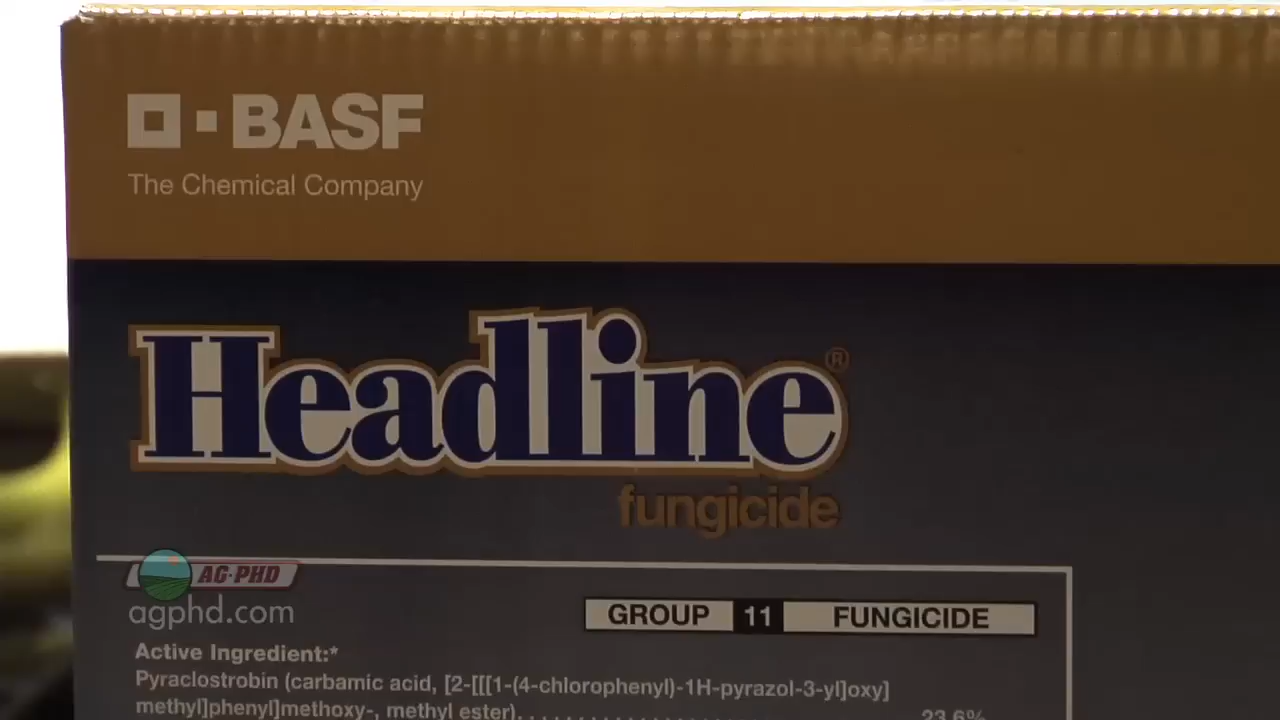 BASF
The Chemical Company
Headline®
fungicide
AG·PHD
agphd.com
GROUP 11 FUNGICIDE
Active Ingredient:*
Pyraclostrobin (carbamic acid, [2-[[[1-(4-chlorophenyl)-1H-pyrazol-3-yl]oxy]
methyl]phenyl]methoxy-, methyl ester)........................................ 23.6%